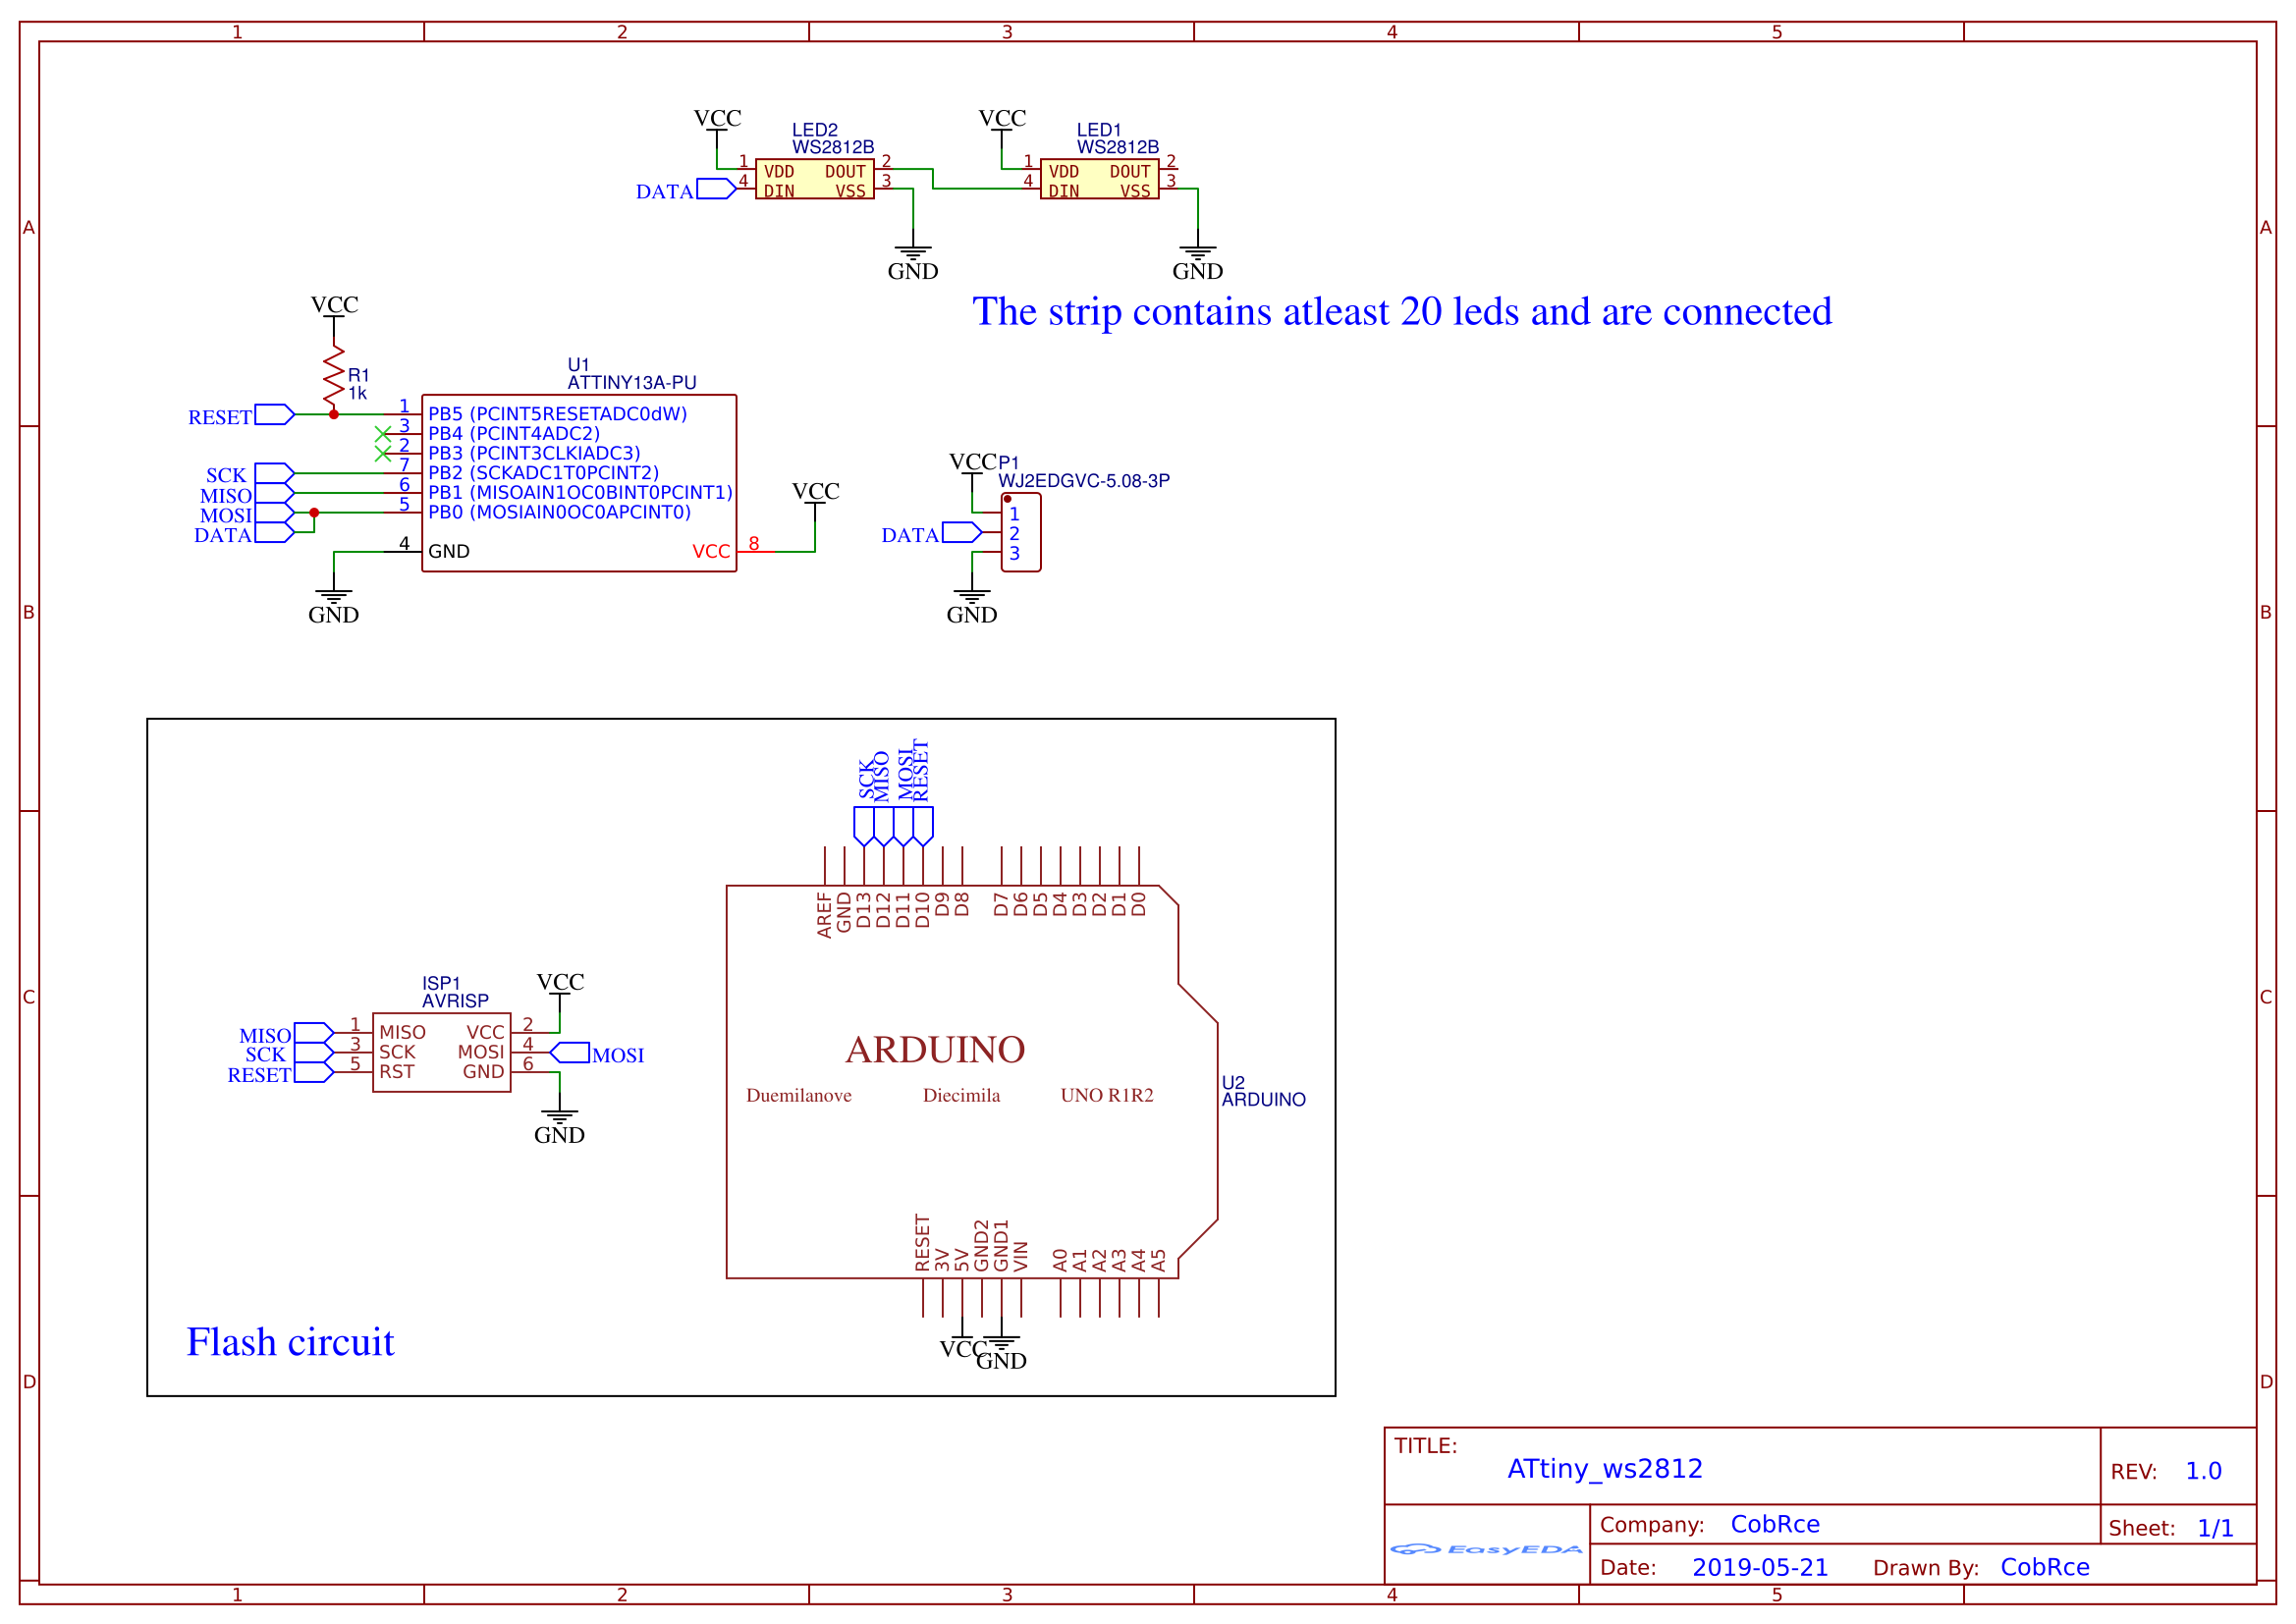 1 2 3 4 5
A A
VCC VCC
LED2 LED1
WS2812B WS2812B
1 VDD DOUT 2 1 VDD DOUT 2
DATA 4 DIN VSS 3 4 DIN VSS 3
GND GND
The strip contains atleast 20 leds and are connected
VCC
R1
1k
U1
ATTINY13A-PU
RESET 1 PB5 (PCINT5RESETADC0dW)
3 PB4 (PCINT4ADC2)
2 PB3 (PCINT3CLKIADC3)
SCK 7 PB2 (SCKADC1T0PCINT2)
MISO 6 PB1 (MISOAIN1OC0BINT0PCINT1)
MOSI 5 PB0 (MOSIAIN0OC0APCINT0)
DATA
4 GND VCC 8
VCC
GND
VCC P1
WJ2EDGVC-5.08-3P
1
DATA 2
3
GND
B B
SCK MISO MOSI RESET
AREF GND D13 D12 D11 D10 D9 D8 D7 D6 D5 D4 D3 D2 D1 D0
C C
ISP1
AVRISP
VCC
MISO 1 MISO VCC 2
SCK 3 SCK MOSI 4 MOSI
RESET 5 RST GND 6
GND
ARDUINO
Duemilanove Diecimila UNO R1R2
U2
ARDUINO
RESET 3V 5V GND2 GND1 VIN A0 A1 A2 A3 A4 A5
VCC GND
Flash circuit
D D
TITLE:
ATtiny_ws2812
REV: 1.0
EasyEDA
Company: CobRce
Sheet: 1/1
Date: 2019-05-21 Drawn By: CobRce
1 2 3 4 5